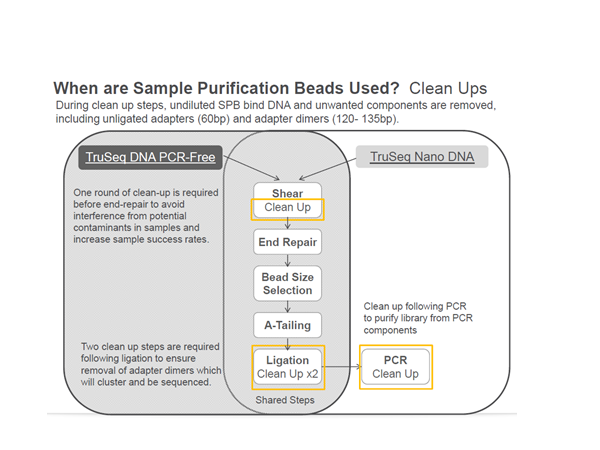 When are Sample Purification Beads Used? Clean Ups
During clean up steps, undiluted SPB bind DNA and unwanted components are removed,
including unligated adapters (60bp) and adapter dimers (120- 135bp).
TruSeq DNA PCR-Free
TruSeq Nano DNA
One round of clean-up is required
before end-repair to avoid
interference from potential
contaminants in samples and
increase sample success rates.
Shear
Clean Up
End Repair
Bead Size
Selection
A-Tailing
Ligation
Clean Up x2
Shared Steps
Two clean up steps are required
following ligation to ensure
removal of adapter dimers which
will cluster and be sequenced.
Clean up following PCR
to purify library from PCR
components
PCR
Clean Up